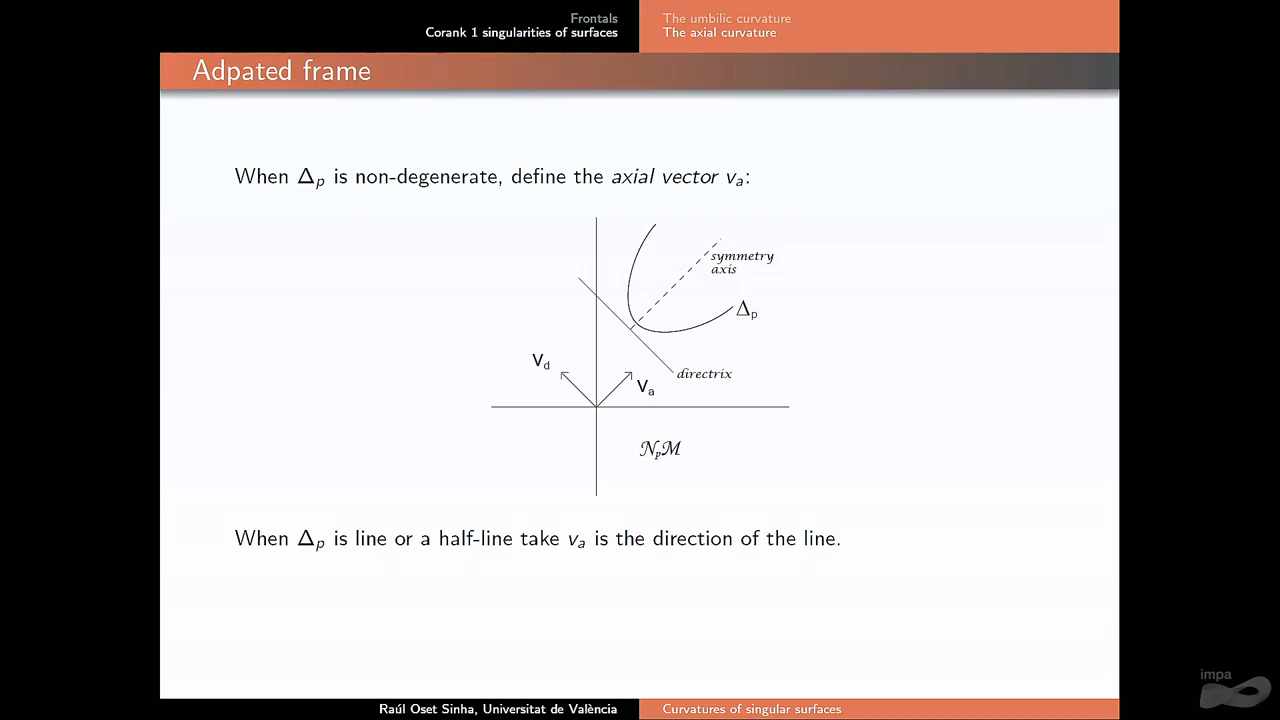 Frontals
Corank 1 singularities of surfaces
The umbilic curvature
The axial curvature
Adpated frame
When Δp is non-degenerate, define the axial vector va:
symmetry
axis
Δp
directrix
Vd
Va
NpM
When Δp is line or a half-line take va is the direction of the line.
impa
Raúl Oset Sinha, Universitat de València
Curvatures of singular surfaces